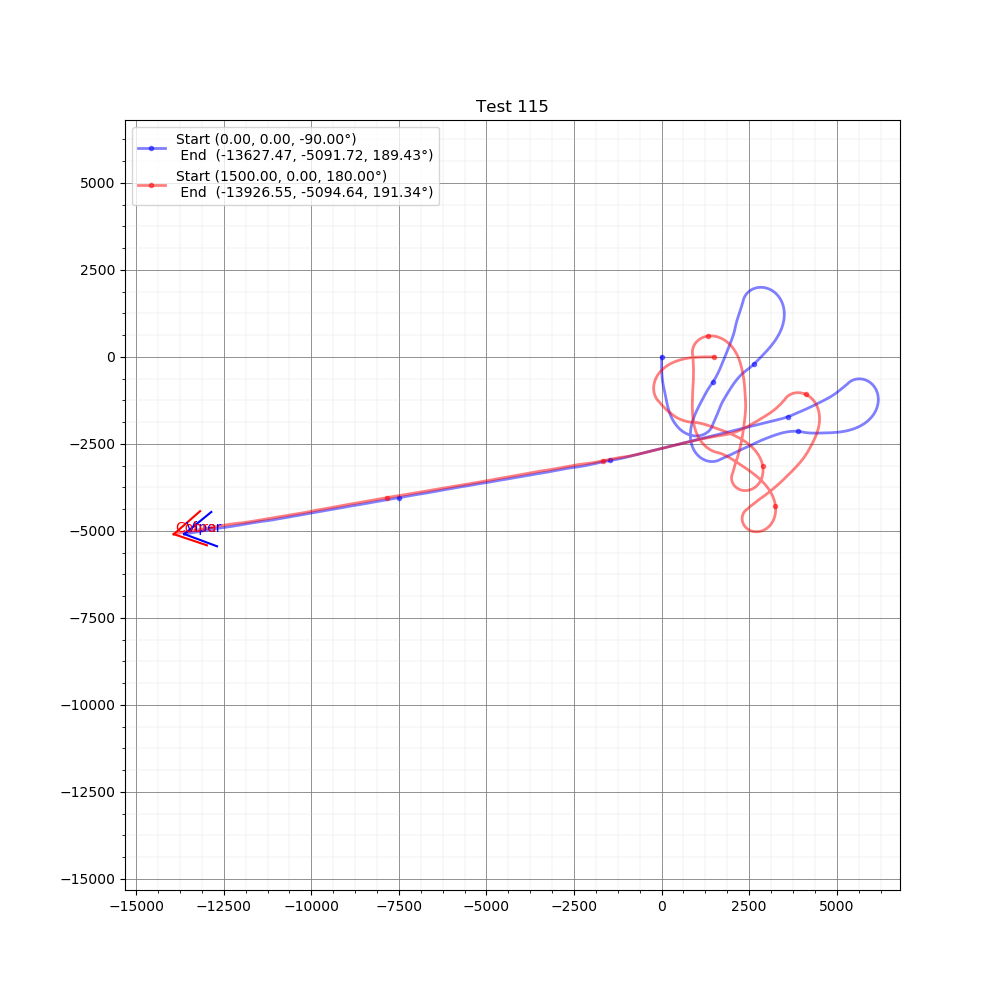 Test 115
Start (0.00, 0.00, -90.00°)
End  (-13627.47, -5091.72, 189.43°)
Start (1500.00, 0.00, 180.00°)
End  (-13926.55, -5094.64, 191.34°)
5000
2500
0
−2500
−5000
−7500
−10000
−12500
−15000
−15000 −12500 −10000 −7500 −5000 −2500 0 2500 5000